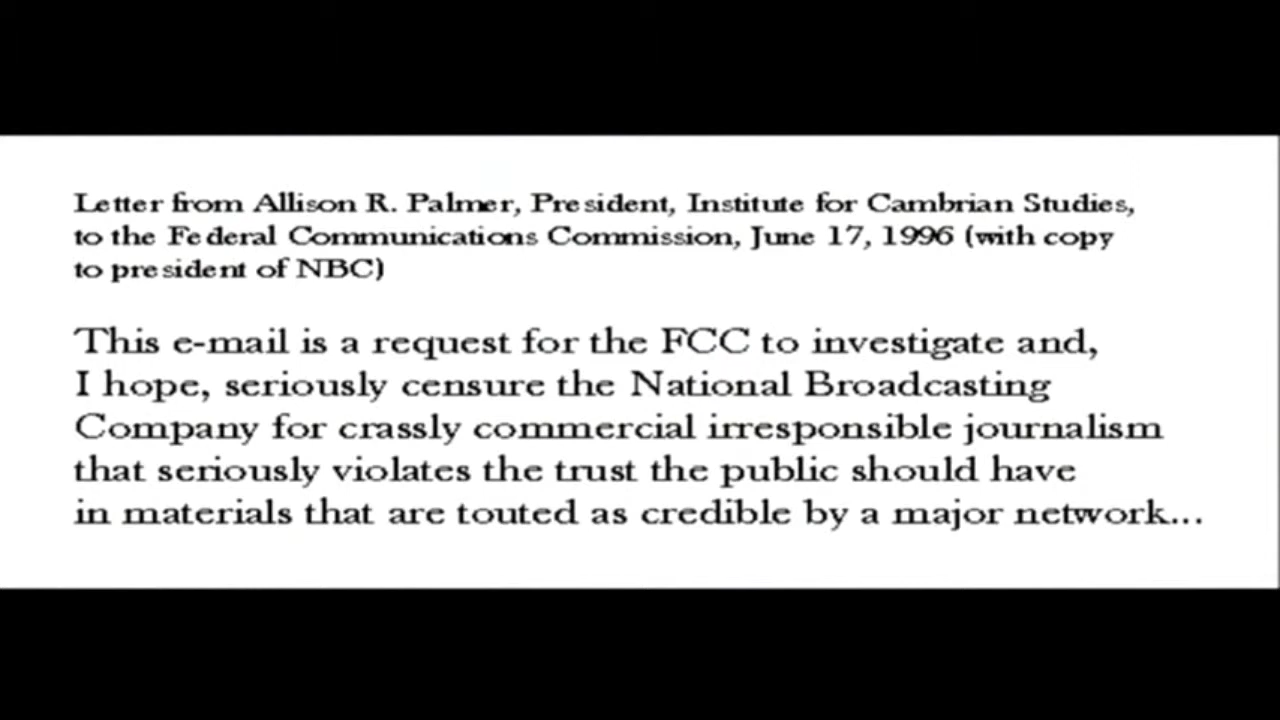 Letter from Allison R. Palmer, President, Institute for Cambrian Studies,
to the Federal Communications Commission, June 17, 1996 (with copy
to president of NBC)
This e-mail is a request for the FCC to investigate and,
I hope, seriously censure the National Broadcasting
Company for crassly commercial irresponsible journalism
that seriously violates the trust the public should have
in materials that are touted as credible by a major network...